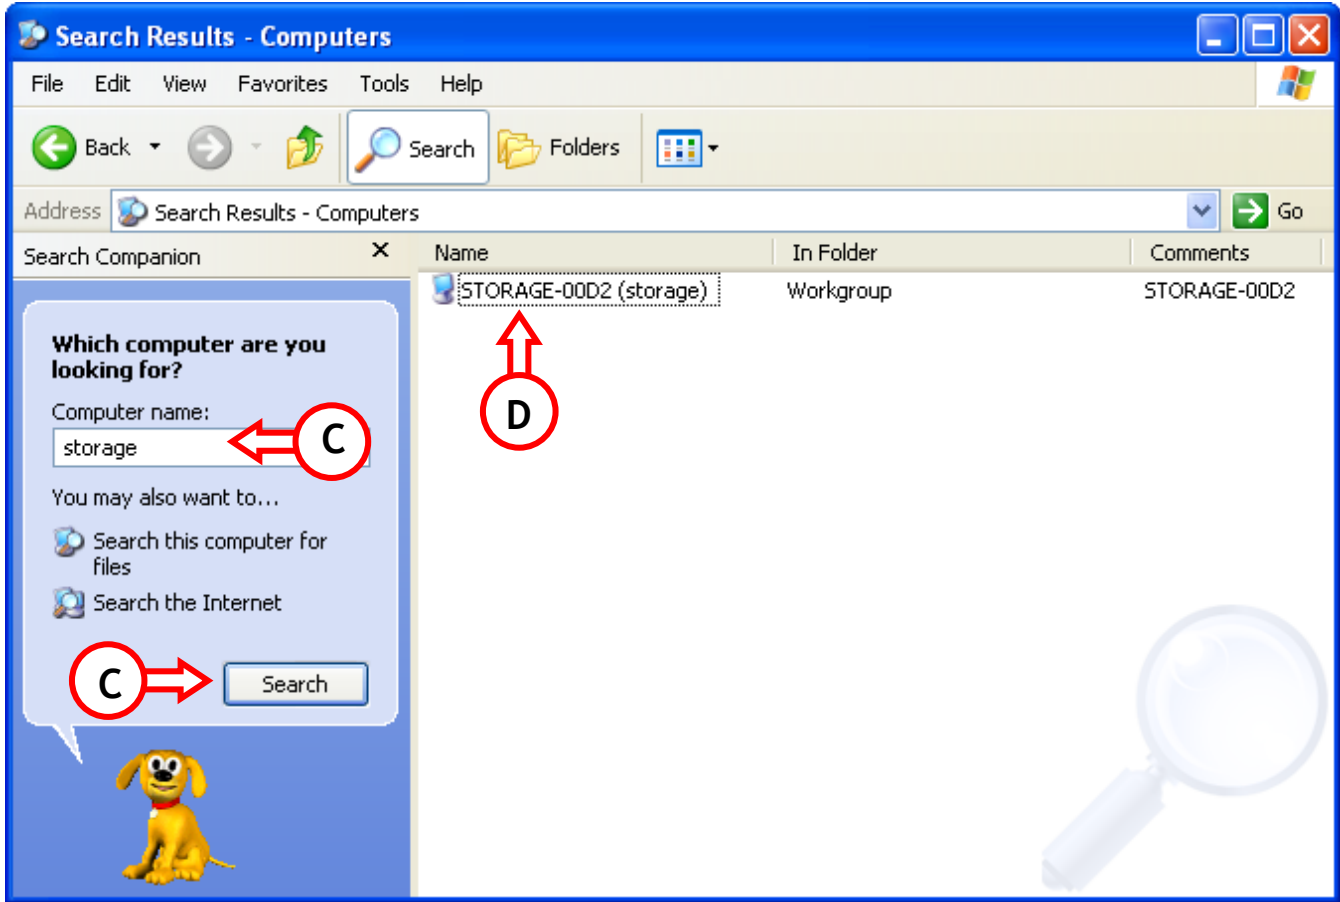 Search Results - Computers
File Edit View Favorites Tools Help
Back Search Folders
Address Search Results - Computers Go
Search Companion
Name In Folder Comments
STORAGE-00D2 (storage) Workgroup STORAGE-00D2
Which computer are you
looking for?
Computer name:
storage
C
D
You may also want to...
Search this computer for
files
Search the Internet
C
Search